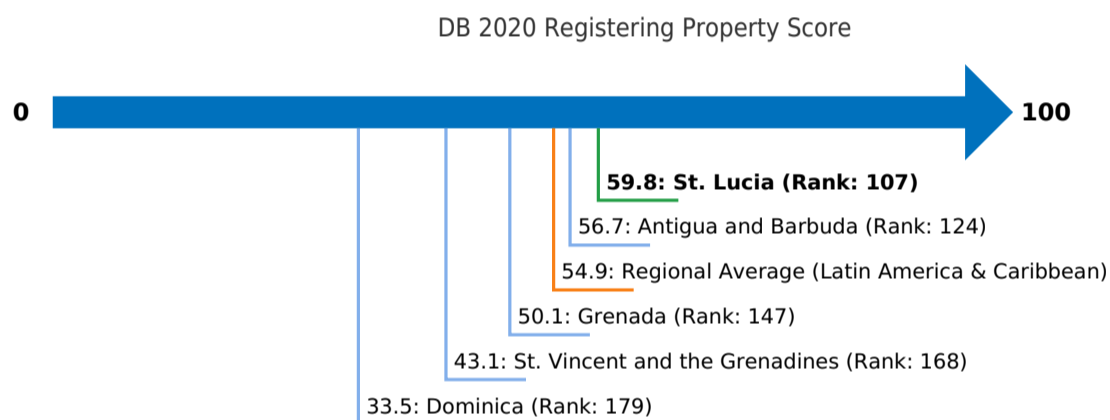 DB 2020 Registering Property Score
0
100
59.8: St. Lucia (Rank: 107)
56.7: Antigua and Barbuda (Rank: 124)
54.9: Regional Average (Latin America & Caribbean)
50.1: Grenada (Rank: 147)
43.1: St. Vincent and the Grenadines (Rank: 168)
33.5: Dominica (Rank: 179)